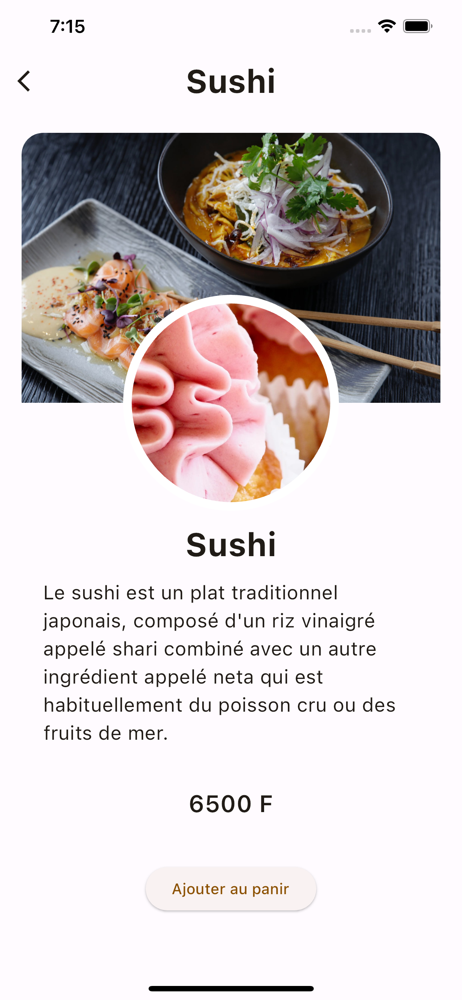 7:15
Sushi
Sushi
Le sushi est un plat traditionnel
japonais, composé d'un riz vinaigré
appelé shari combiné avec un autre
ingrédient appelé neta qui est
habituellement du poisson cru ou des
fruits de mer.
6500 F
Ajouter au panir